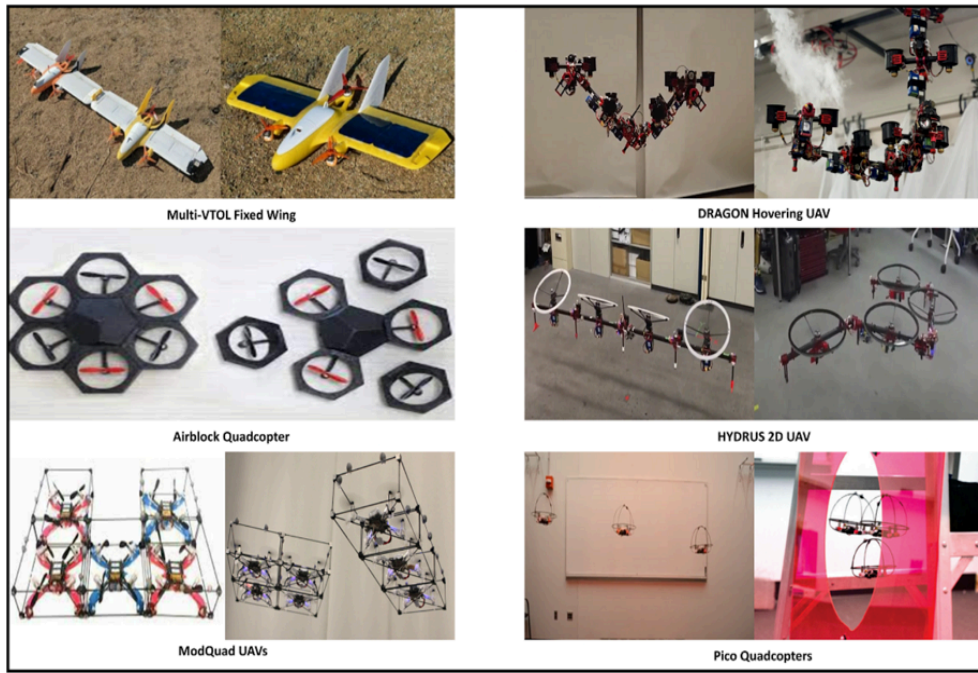 Multi-VTOL Fixed Wing
DRAGON Hovering UAV
Airblock Quadcopter
HYDRUS 2D UAV
ModQuad UAVs
Pico Quadcopters